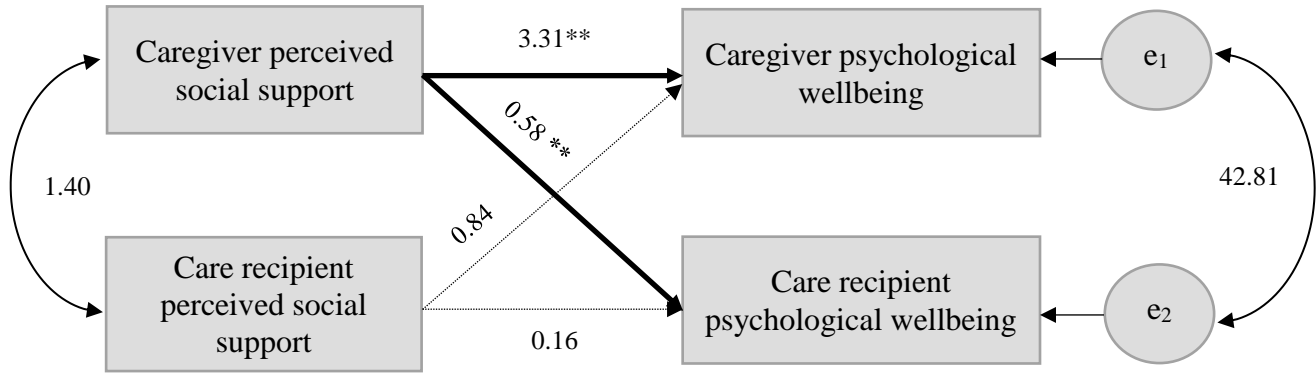 Caregiver perceived
social support
3.31**
Caregiver psychological
wellbeing
e₁
0.58 **
1.40
0.84
42.81
Care recipient
perceived social
support
0.16
Care recipient
psychological wellbeing
e₂